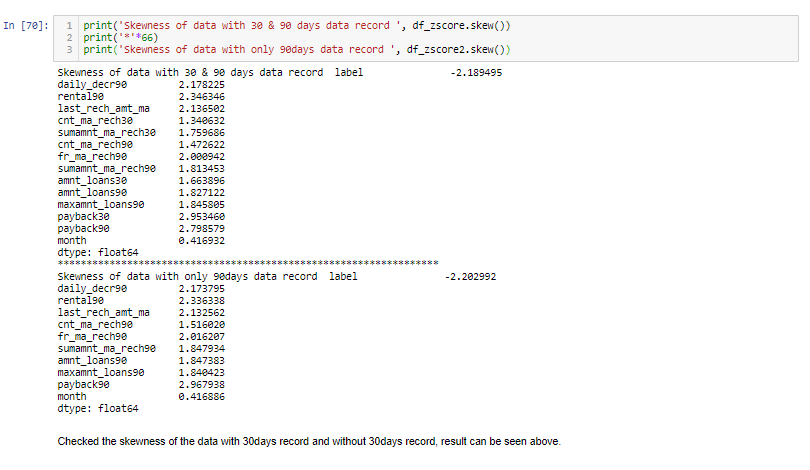 In [70]:
1 print('Skewness of data with 30 & 90 days data record ', df_zscore.skew())
2 print('*'*66)
3 print('Skewness of data with only 90days data record ', df_zscore2.skew())
Skewness of data with 30 & 90 days data record  label -2.189495
daily_decr90 2.178225
rental90 2.346346
last_rech_amt_ma 2.136502
cnt_ma_rech30 1.340632
sumamnt_ma_rech30 1.759686
cnt_ma_rech90 1.472622
fr_ma_rech90 2.000942
sumamnt_ma_rech90 1.813453
amnt_loans30 1.663896
amnt_loans90 1.827122
maxamnt_loans90 1.845805
payback30 2.953460
payback90 2.798579
month 0.416932
dtype: float64
******************************************************************
Skewness of data with only 90days data record  label -2.202992
daily_decr90 2.173795
rental90 2.336338
last_rech_amt_ma 2.132562
cnt_ma_rech90 1.516020
fr_ma_rech90 2.016207
sumamnt_ma_rech90 1.847934
amnt_loans90 1.847383
maxamnt_loans90 1.840423
payback90 2.967938
month 0.416886
dtype: float64
Checked the skewness of the data with 30days record and without 30days record, result can be seen above.